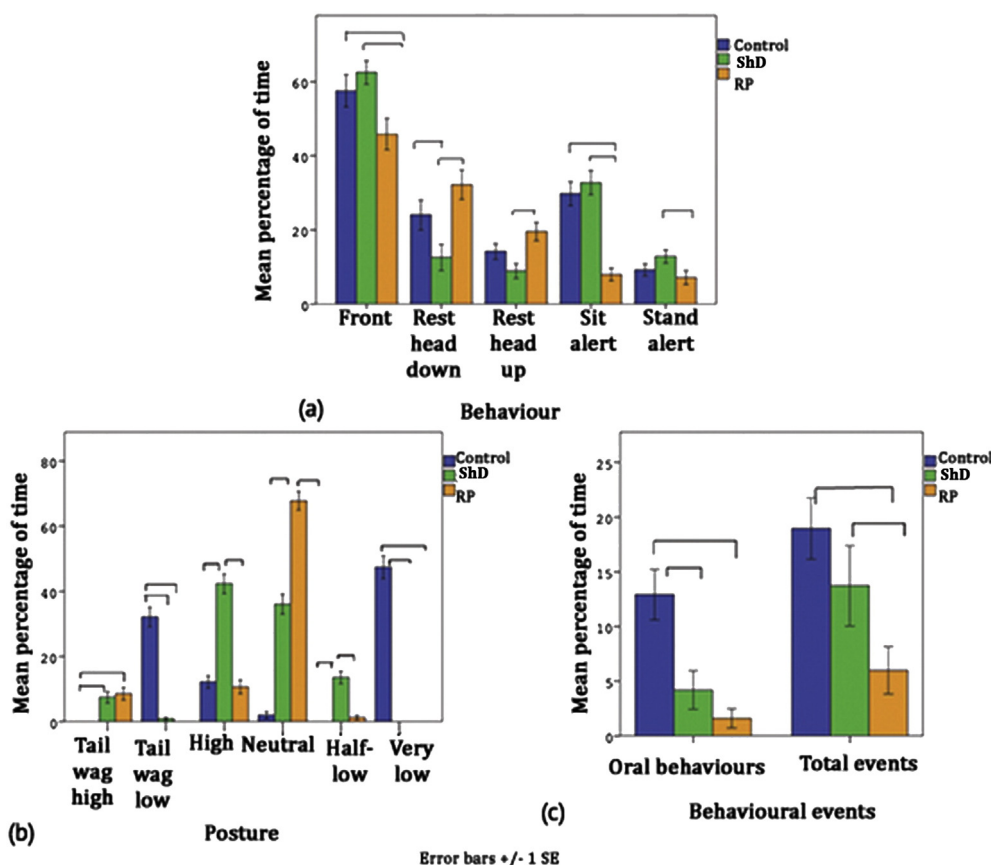 Mean percentage of time
60
40
20
0
Control
ShD
RP
Front
Rest
head
down
Rest
head
up
Sit
alert
Stand
alert
(a)
Behaviour
Mean percentage of time
80
60
40
20
0
Control
ShD
RP
Tail
wag
high
Tail
wag
low
High
Neutral
Half-
low
Very
low
(b)
Posture
Mean percentage of time
25
20
15
10
5
0
Control
ShD
RP
Oral behaviours
Total events
(c)
Behavioural events
Error bars +/- 1 SE